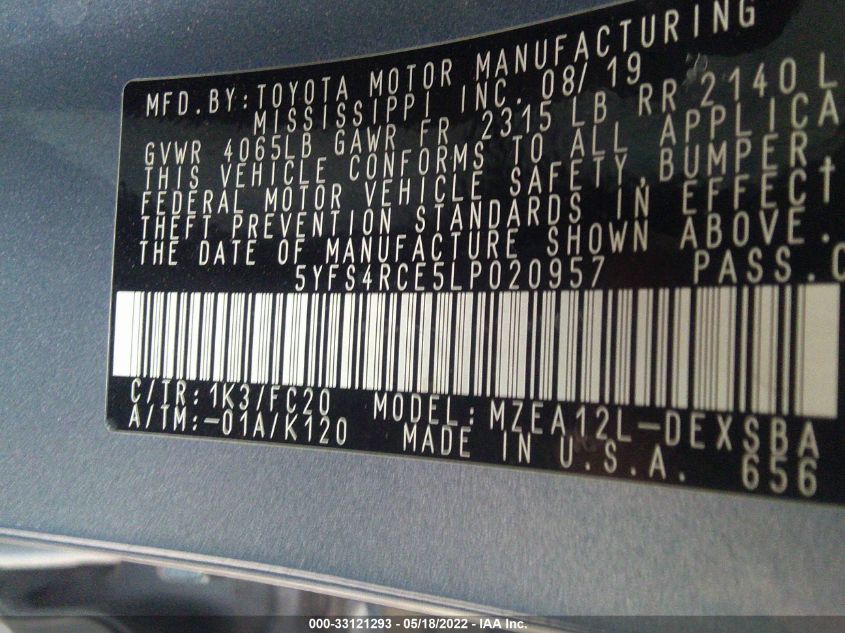 MFD.BY:TOYOTA MOTOR MANUFACTURING
MISSISSIPPI INC. 08/19
GVWR 4065LB GAWR FR 2315LB RR 2140L
THIS VEHICLE CONFORMS TO ALL APPLICA
FEDERAL MOTOR VEHICLE SAFETY,BUMPER,
THEFT PREVENTION STANDARDS IN EFFECT
THE DATE OF MANUFACTURE SHOWN ABOVE.
5YFS4RCE5LP020957 PASS.C
C/TR:1K3/FC20 MODEL:MZEA12L-DEXSBA
A/TM:-01A/K120 MADE IN U.S.A. 656
000-33121293 - 05/18/2022 - IAA Inc.